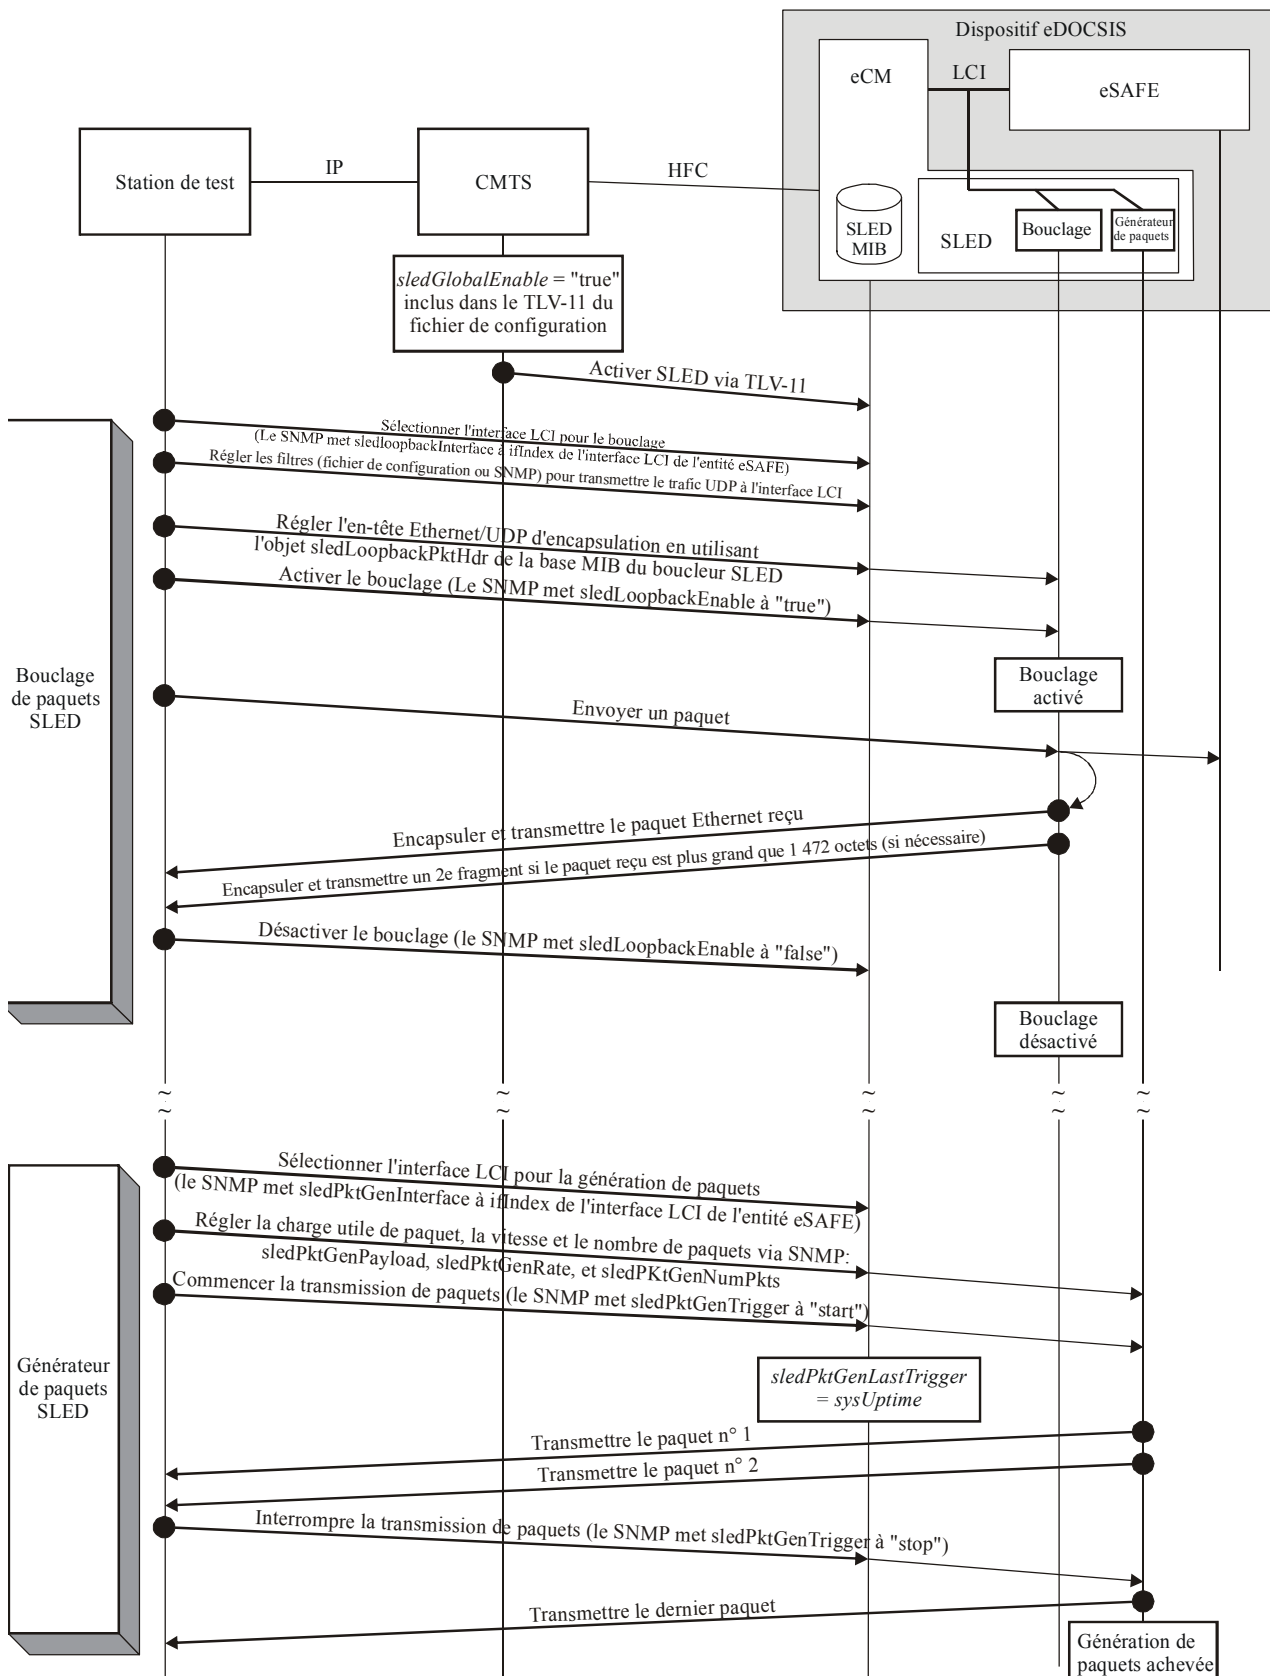 Dispositif eDOCSIS
eCM
LCI
eSAFE
Station de test
IP
CMTS
HFC
SLED
MIB
SLED
Bouclage
Générateur
de paquets
sledGlobalEnable = "true"
inclus dans le TLV-11 du
fichier de configuration
Activer SLED via TLV-11
Sélectionner l'interface LCI pour le bouclage
(Le SNMP met sledloopbackInterface à ifIndex de l'interface LCI de l'entité eSAFE)
Régler les filtres (fichier de configuration ou SNMP) pour transmettre le trafic UDP à l'interface LCI
Régler l'en-tête Ethernet/UDP d'encapsulation en utilisant
l'objet sledLoopbackPktHdr de la base MIB du boucleur SLED
Activer le bouclage (Le SNMP met sledLoopbackEnable à "true")
Bouclage
de paquets
SLED
Bouclage
activé
Envoyer un paquet
Encapsuler et transmettre le paquet Ethernet reçu
Encapsuler et transmettre un 2e fragment si le paquet reçu est plus grand que 1 472 octets (si nécessaire)
Désactiver le bouclage (le SNMP met sledLoopbackEnable à "false")
Bouclage
désactivé
Sélectionner l'interface LCI pour la génération de paquets
(le SNMP met sledPktGenInterface à ifIndex de l'interface LCI de l'entité eSAFE)
Régler la charge utile de paquet, la vitesse et le nombre de paquets via SNMP:
sledPktGenPayload, sledPktGenRate, et sledPKtGenNumPkts
Commencer la transmission de paquets (le SNMP met sledPktGenTrigger à "start")
Générateur
de paquets
SLED
sledPktGenLastTrigger
= sysUptime
Transmettre le paquet n° 1
Transmettre le paquet n° 2
Interrompre la transmission de paquets (le SNMP met sledPktGenTrigger à "stop")
Transmettre le dernier paquet
Génération de
paquets achevée